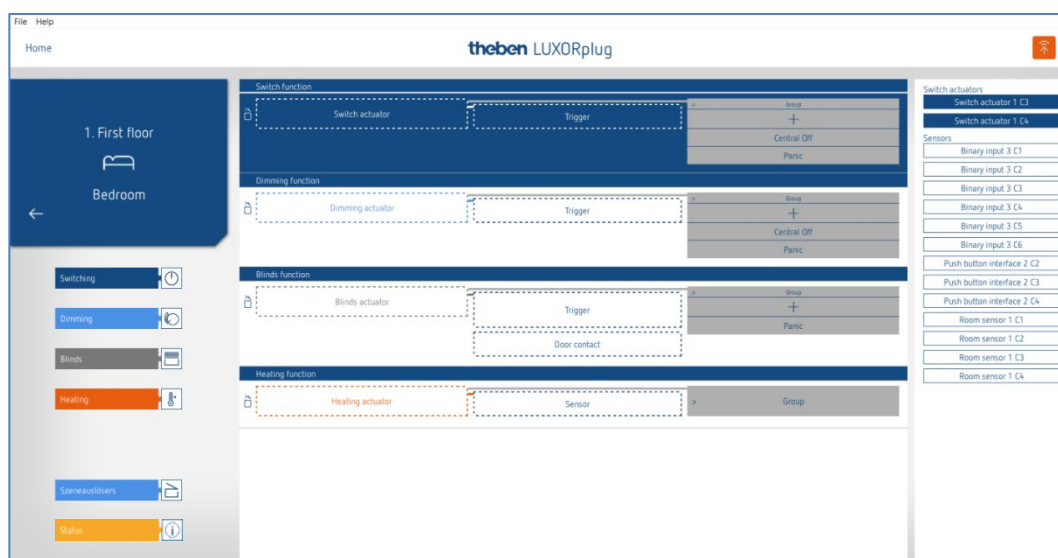 File Help
Home
theben LUXORplug
1. First floor
Bedroom
Switching
Dimming
Blinds
Heating
Szeneauslösers
Status
Switch function
Switch actuator
Trigger
> Group
+
Central Off
Panic
Dimming function
Dimming actuator
Trigger
> Group
+
Central Off
Panic
Blinds function
Blinds actuator
Trigger
Door contact
> Group
+
Panic
Heating function
Heating actuator
Sensor
> Group
Switch actuators
Switch actuator 1 C3
Switch actuator 1 C4
Sensors
Binary input 3 C1
Binary input 3 C2
Binary input 3 C3
Binary input 3 C4
Binary input 3 C5
Binary input 3 C6
Push button interface 2 C2
Push button interface 2 C3
Push button interface 2 C4
Room sensor 1 C1
Room sensor 1 C2
Room sensor 1 C3
Room sensor 1 C4